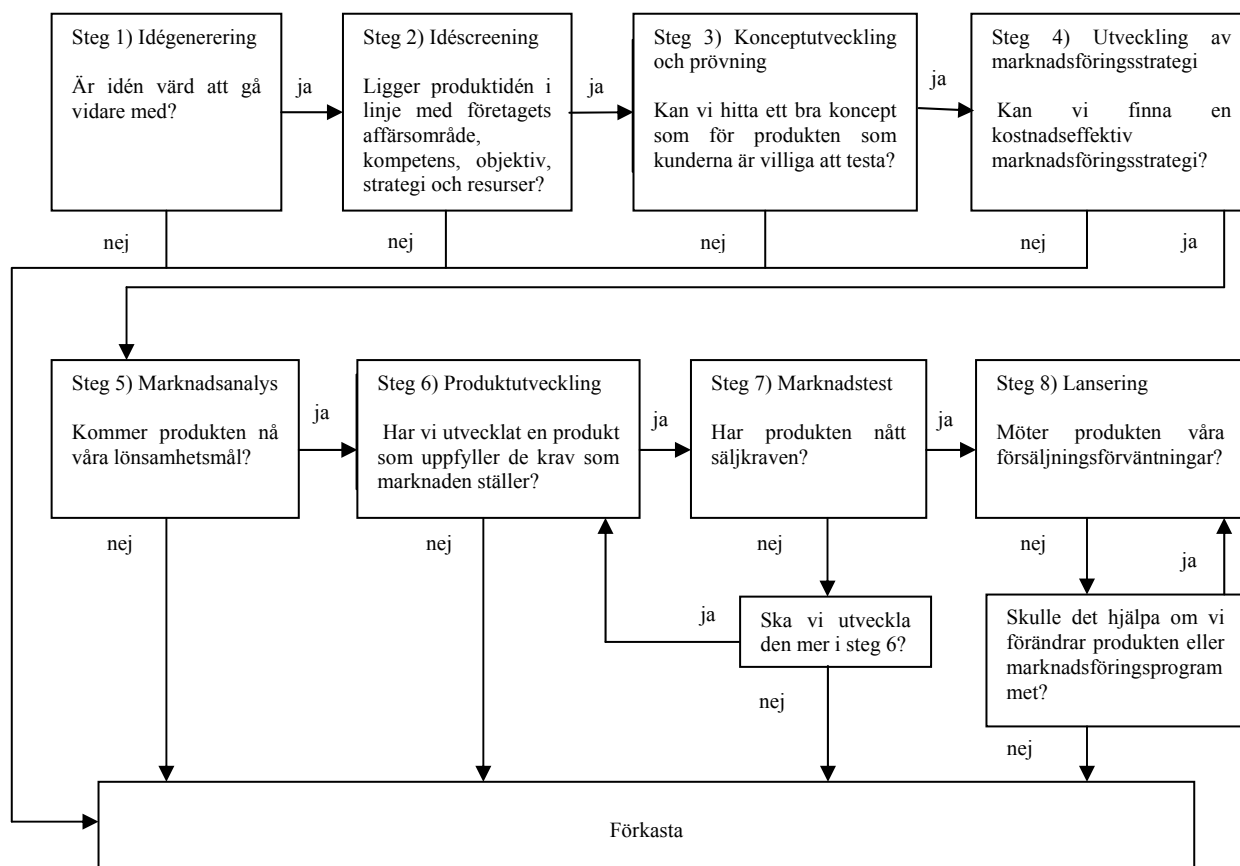 Steg 1) Idégenerering
Är idén värd att gå
vidare med?
ja
Steg 2) Idéscreening
Ligger produktidén i
linje med företagets
affärsområde,
kompetens, objektiv,
strategi och resurser?
ja
Steg 3) Konceptutveckling
och prövning
Kan vi hitta ett bra koncept
som för produkten som
kunderna är villiga att testa?
ja
Steg 4) Utveckling av
marknadsföringsstrategi
Kan vi finna en
kostnadseffektiv
marknadsföringsstrategi?
nej
nej
nej
nej
ja
Steg 5) Marknadsanalys
Kommer produkten nå
våra lönsamhetsmål?
ja
Steg 6) Produktutveckling
Har vi utvecklat en produkt
som uppfyller de krav som
marknaden ställer?
ja
Steg 7) Marknadstest
Har produkten nått
säljkraven?
ja
Steg 8) Lansering
Möter produkten våra
försäljningsförväntningar?
nej
nej
nej
nej
ja
ja
Ska vi utveckla
den mer i steg 6?
Skulle det hjälpa om vi
förändrar produkten eller
marknadsföringsprogram
met?
nej
nej
Förkasta